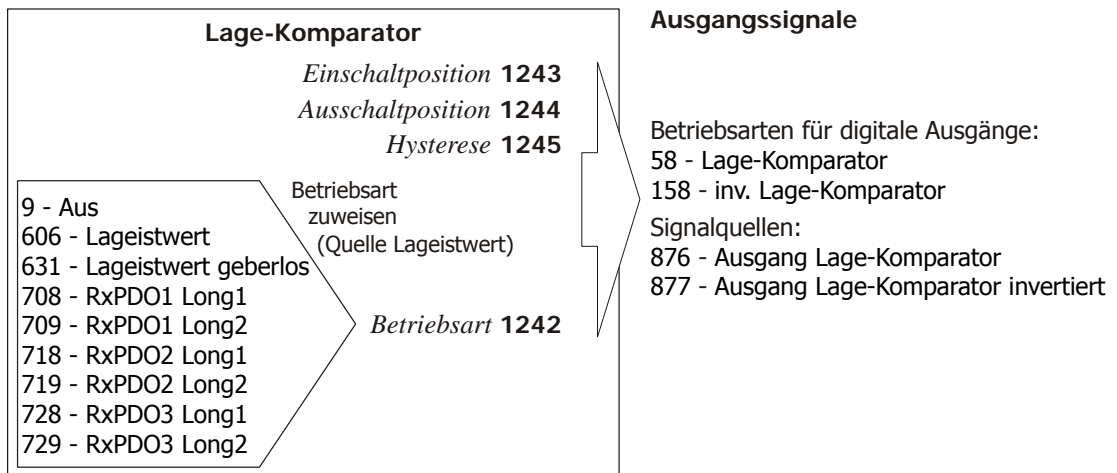 Lage-Komparator
Einschaltposition 1243
Ausschaltposition 1244
Hysterese 1245
Betriebsart
zuweisen
(Quelle Lageistwert)
9 - Aus
606 - Lageistwert
631 - Lageistwert geberlos
708 - RxPDO1 Long1
709 - RxPDO1 Long2
718 - RxPDO2 Long1
719 - RxPDO2 Long2
728 - RxPDO3 Long1
729 - RxPDO3 Long2
Betriebsart 1242
Ausgangssignale
Betriebsarten für digitale Ausgänge:
58 - Lage-Komparator
158 - inv. Lage-Komparator
Signalquellen:
876 - Ausgang Lage-Komparator
877 - Ausgang Lage-Komparator invertiert